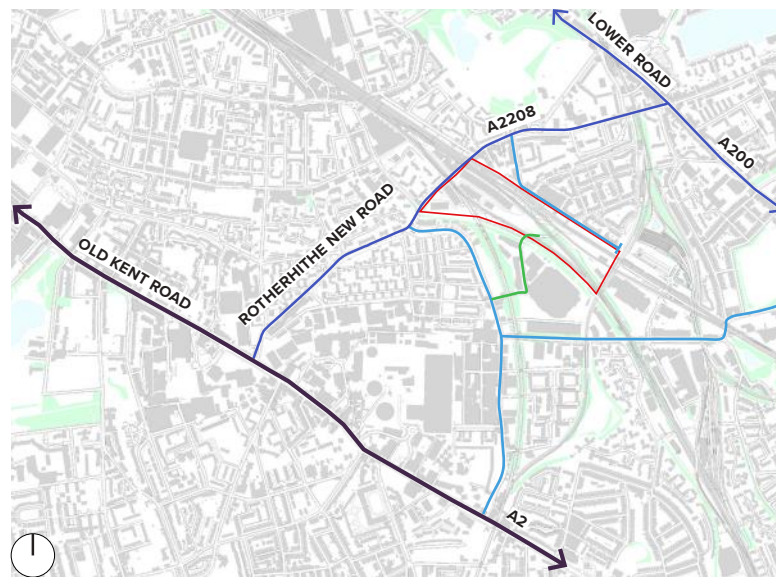 LOWER ROAD
A2208
A200
ROTHERHITHE NEW ROAD
OLD KENT ROAD
A2